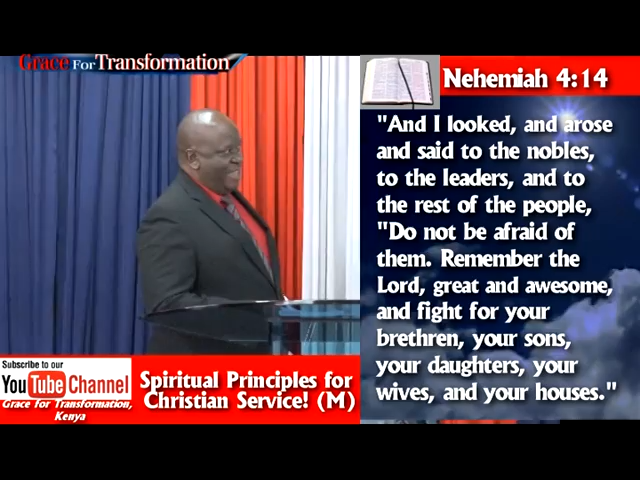 Grace For Transformation
Nehemiah 4:14
"And I looked, and arose
and said to the nobles,
to the leaders, and to
the rest of the people,
"Do not be afraid of
them. Remember the
Lord, great and awesome,
and fight for your
brethren, your sons,
your daughters, your
wives, and your houses."
Subscribe to our
YouTube Channel
Grace for Transformation,
Kenya
Spiritual Principles for
Christian Service! (M)